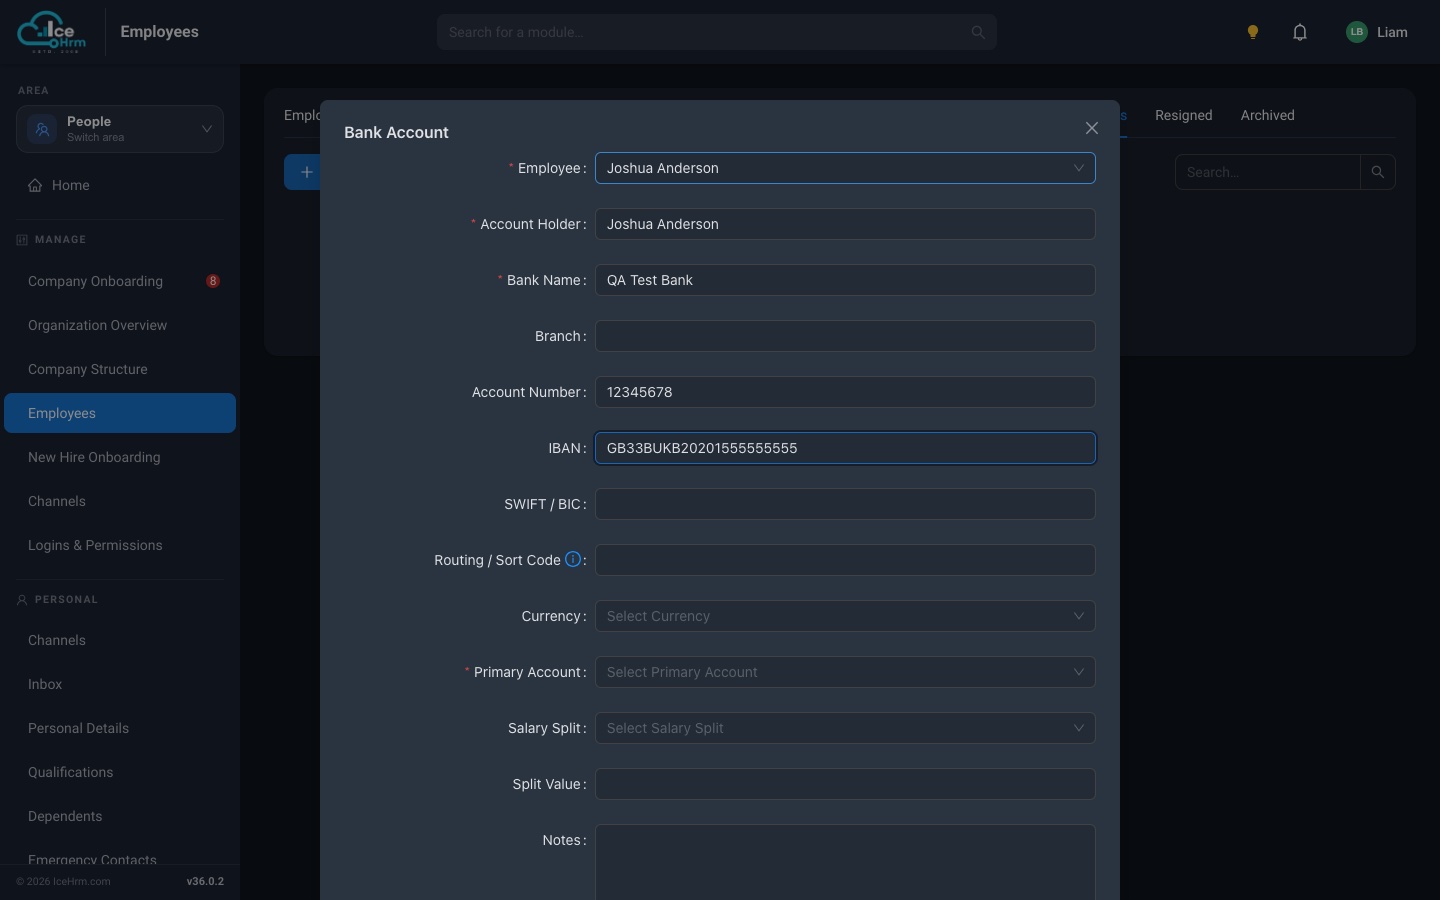 Ice
Hrm
Employees
Search for a module...
LB
Liam
AREA
People
Switch area
Home
MANAGE
Company Onboarding
8
Organization Overview
Company Structure
Employees
New Hire Onboarding
Channels
Logins & Permissions
PERSONAL
Channels
Inbox
Personal Details
Qualifications
Dependents
Emergency Contacts
© 2026 IceHrm.com
v36.0.2
Resigned
Archived
Search...
Bank Account
* Employee:
Joshua Anderson
* Account Holder:
Joshua Anderson
* Bank Name:
QA Test Bank
Branch:
Account Number:
12345678
IBAN:
GB33BUKB20201555555555
SWIFT / BIC:
Routing / Sort Code :
Currency:
Select Currency
* Primary Account:
Select Primary Account
Salary Split:
Select Salary Split
Split Value:
Notes: